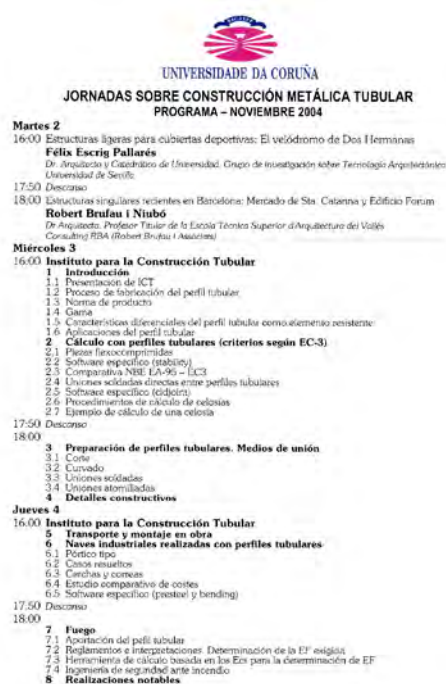 UNIVERSIDADE DA CORUÑA
JORNADAS SOBRE CONSTRUCCIÓN METÁLICA TUBULAR
PROGRAMA – NOVIEMBRE 2004
Martes 2
16:00 Estructuras ligeras para cubiertas deportivas: El velódromo de Dos Hermanas
Félix Escrig Pallarés
Dr. Arquitecto y Catedrático de Universidad. Grupo de investigación sobre Tecnología Arquitectónica
Universidad de Sevilla
17:50 Descanso
18:00 Estructuras singulares recientes en Barcelona: Mercado de Sta. Catarina y Edificio Forum
Robert Brufau i Niubó
Dr Arquitecto. Profesor Titular de la Escola Técnica Superior d'Arquitectura del Vallés
Consulting RBA (Robert Brufau i Associats)
Miércoles 3
16:00 Instituto para la Construcción Tubular
1 Introducción
1.1 Presentación de ICT
1.2 Proceso de fabricación del perfil tubular
1.3 Norma de producto
1.4 Gama
1.5 Características diferenciales del perfil tubular como elemento resistente
1.6 Aplicaciones del perfil tubular
2 Cálculo con perfiles tubulares (criterios según EC-3)
2.1 Piezas flexocomprimidas
2.2 Software específico (stability)
2.3 Comparativa NBE EA-95 – EC3
2.4 Uniones soldadas directas entre perfiles tubulares
2.5 Software específico (cidjoint)
2.6 Procedimientos de cálculo de celosías
2.7 Ejemplo de cálculo de una celosía
17:50 Descanso
18:00
3 Preparación de perfiles tubulares. Medios de unión
3.1 Corte
3.2 Curvado
3.3 Uniones soldadas
3.4 Uniones atornilladas
4 Detalles constructivos
Jueves 4
16:00 Instituto para la Construcción Tubular
5 Transporte y montaje en obra
6 Naves industriales realizadas con perfiles tubulares
6.1 Pórtico tipo
6.2 Casos resueltos
6.3 Cerchas y correas
6.4 Estudio comparativo de costes
6.5 Software específico (presteel y bending)
17:50 Descanso
18:00
7 Fuego
7.1 Aportación del pefil tubular
7.2 Reglamentos e interpretaciones. Determinación de la EF exigida
7.3 Herramienta de cálculo basada en los Ecs para la determinación de EF
7.4 Ingeniería de seguridad ante incendio
8 Realizaciones notables